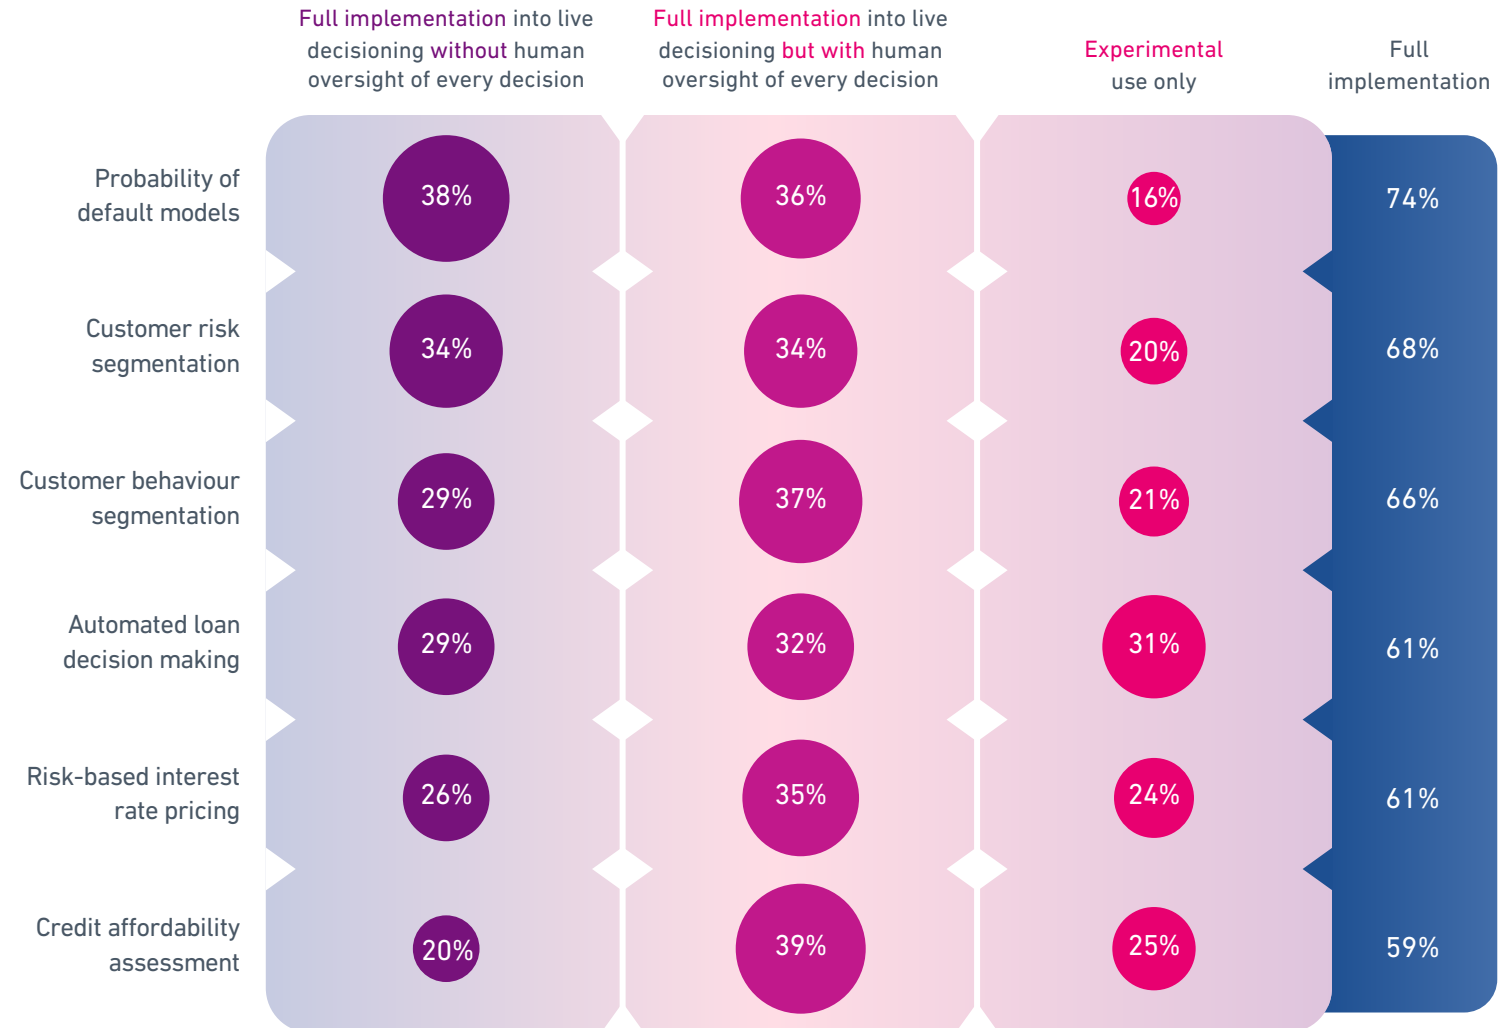 Full implementation into live
decisioning without human
oversight of every decision
Full implementation into live
decisioning but with human
oversight of every decision
Experimental
use only
Full
implementation
Probability of
default models
38%
36%
16%
74%
Customer risk
segmentation
34%
34%
20%
68%
Customer behaviour
segmentation
29%
37%
21%
66%
Automated loan
decision making
29%
32%
31%
61%
Risk-based interest
rate pricing
26%
35%
24%
61%
Credit affordability
assessment
20%
39%
25%
59%